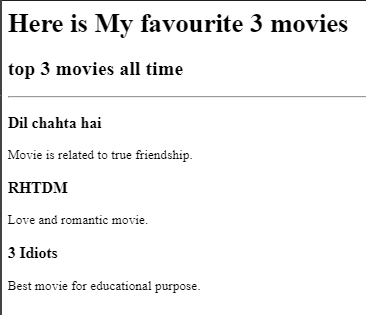 Here is My favourite 3 movies
top 3 movies all time
Dil chahta hai
Movie is related to true friendship.
RHTDM
Love and romantic movie.
3 Idiots
Best movie for educational purpose.